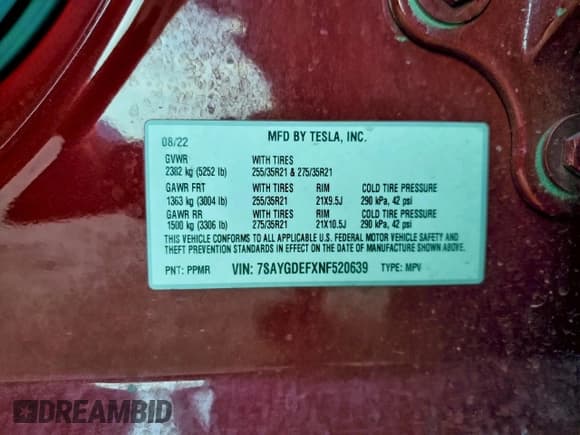 08/22 MFD BY TESLA, INC.
GVWR WITH TIRES
2382 kg (5252 lb) 255/35R21 & 275/35R21
GAWR FRT WITH TIRES RIM COLD TIRE PRESSURE
1363 kg (3004 lb) 255/35R21 21X9.5J 290 kPa, 42 psi
GAWR RR WITH TIRES RIM COLD TIRE PRESSURE
1500 kg (3306 lb) 275/35R21 21X10.5J 290 kPa, 42 psi
THIS VEHICLE CONFORMS TO ALL APPLICABLE U.S. FEDERAL MOTOR VEHICLE SAFETY AND
THEFT PREVENTION STANDARDS IN EFFECT ON THE DATE OF MANUFACTURE SHOWN ABOVE.
PNT: PPMR VIN: 7SAYGDEFXNF520639 TYPE: MPV
DREAMBID